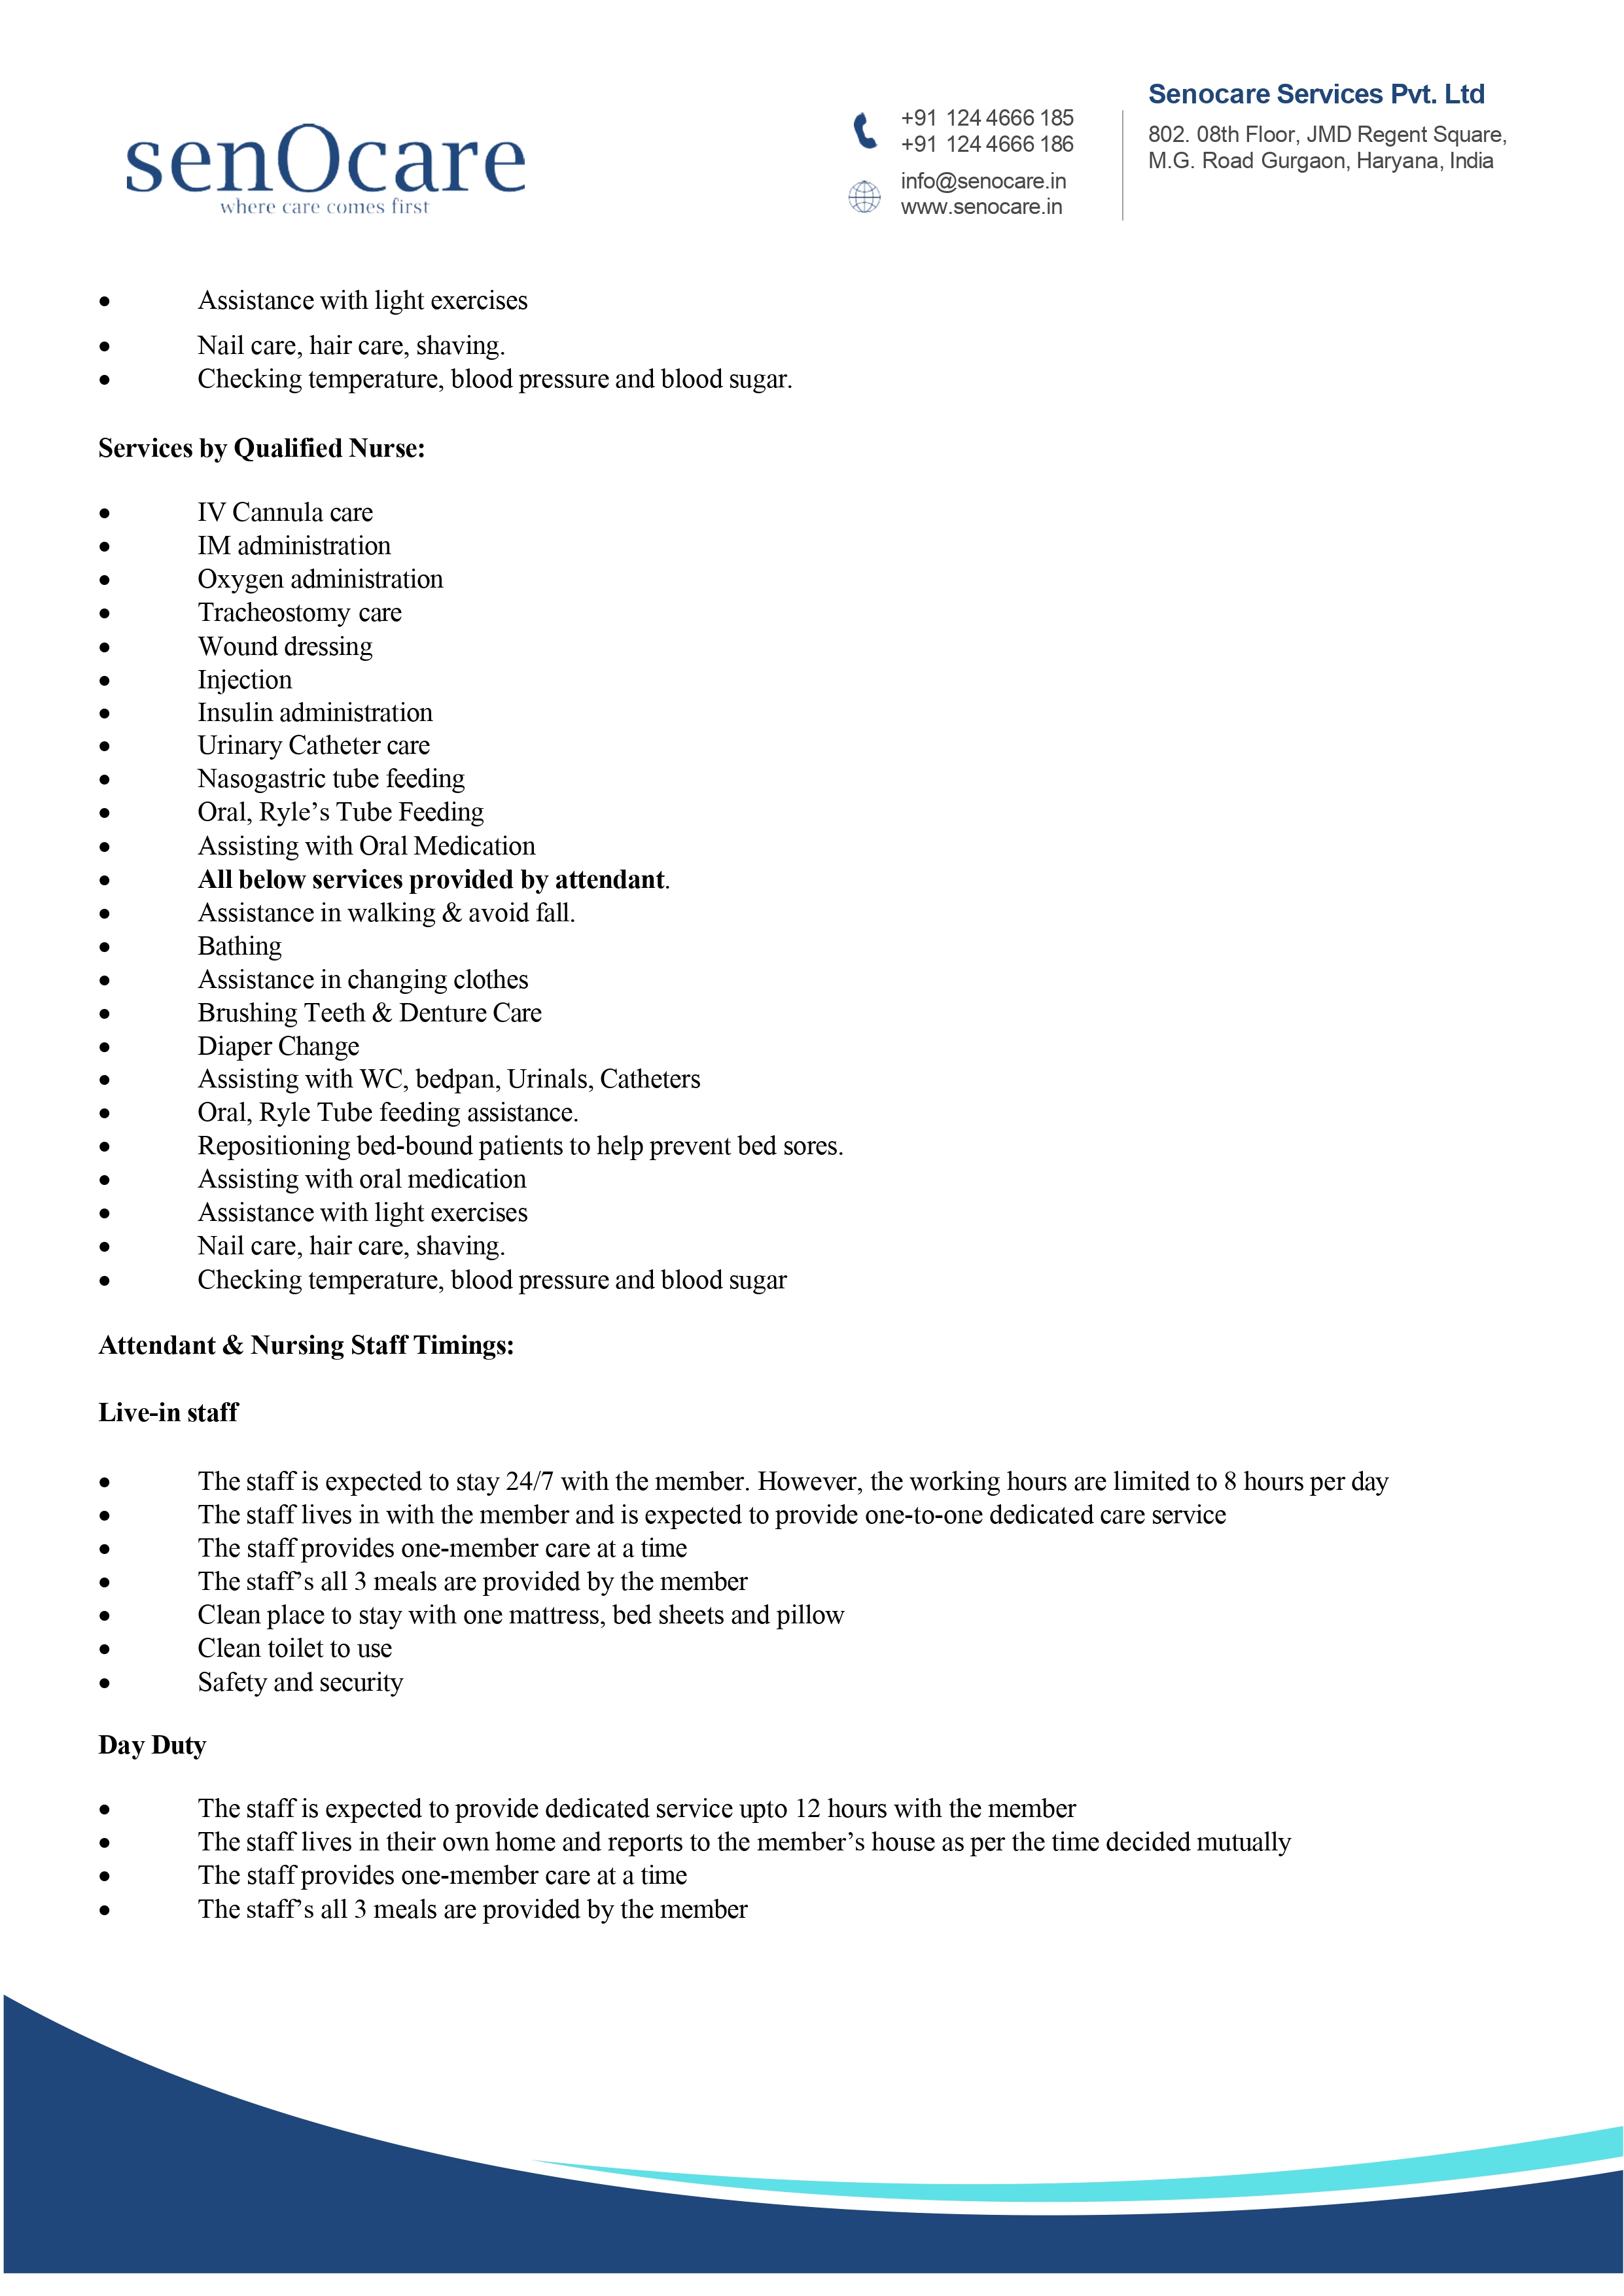 senOcare
where care comes first
+91 124 4666 185
+91 124 4666 186
info@senocare.in
www.senocare.in
Senocare Services Pvt. Ltd
802. 08th Floor, JMD Regent Square,
M.G. Road Gurgaon, Haryana, India
• Assistance with light exercises
• Nail care, hair care, shaving.
• Checking temperature, blood pressure and blood sugar.
Services by Qualified Nurse:
• IV Cannula care
• IM administration
• Oxygen administration
• Tracheostomy care
• Wound dressing
• Injection
• Insulin administration
• Urinary Catheter care
• Nasogastric tube feeding
• Oral, Ryle’s Tube Feeding
• Assisting with Oral Medication
• All below services provided by attendant.
• Assistance in walking & avoid fall.
• Bathing
• Assistance in changing clothes
• Brushing Teeth & Denture Care
• Diaper Change
• Assisting with WC, bedpan, Urinals, Catheters
• Oral, Ryle Tube feeding assistance.
• Repositioning bed-bound patients to help prevent bed sores.
• Assisting with oral medication
• Assistance with light exercises
• Nail care, hair care, shaving.
• Checking temperature, blood pressure and blood sugar
Attendant & Nursing Staff Timings:
Live-in staff
• The staff is expected to stay 24/7 with the member. However, the working hours are limited to 8 hours per day
• The staff lives in with the member and is expected to provide one-to-one dedicated care service
• The staff provides one-member care at a time
• The staff’s all 3 meals are provided by the member
• Clean place to stay with one mattress, bed sheets and pillow
• Clean toilet to use
• Safety and security
Day Duty
• The staff is expected to provide dedicated service upto 12 hours with the member
• The staff lives in their own home and reports to the member’s house as per the time decided mutually
• The staff provides one-member care at a time
• The staff’s all 3 meals are provided by the member